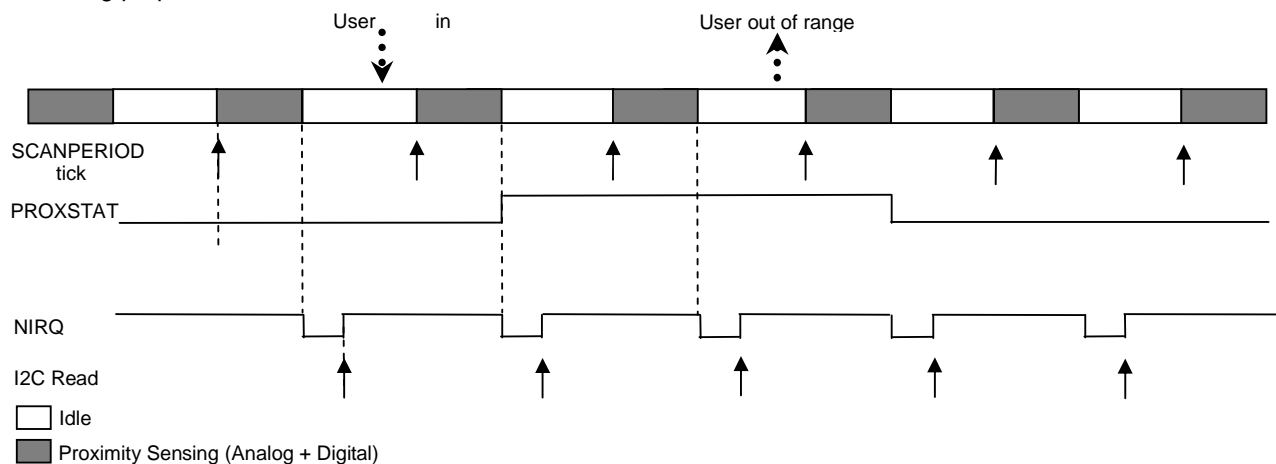 User in
User out of range
SCANPERIOD
tick
PROXSTAT
NIRQ
I2C Read
Idle
Proximity Sensing (Analog + Digital)